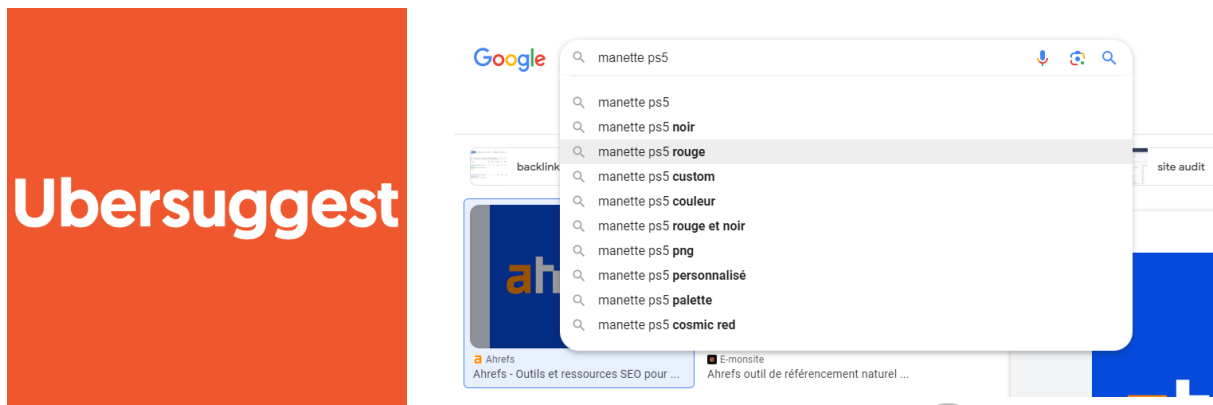 Ubersuggest
Google
manette ps5
manette ps5
manette ps5 noir
manette ps5 rouge
manette ps5 custom
manette ps5 couleur
manette ps5 rouge et noir
manette ps5 png
manette ps5 personnalisé
manette ps5 palette
manette ps5 cosmic red
backlink
site audit
ah
Ahrefs
Ahrefs - Outils et ressources SEO pour ...
E-monsite
Ahrefs outil de référencement naturel ...